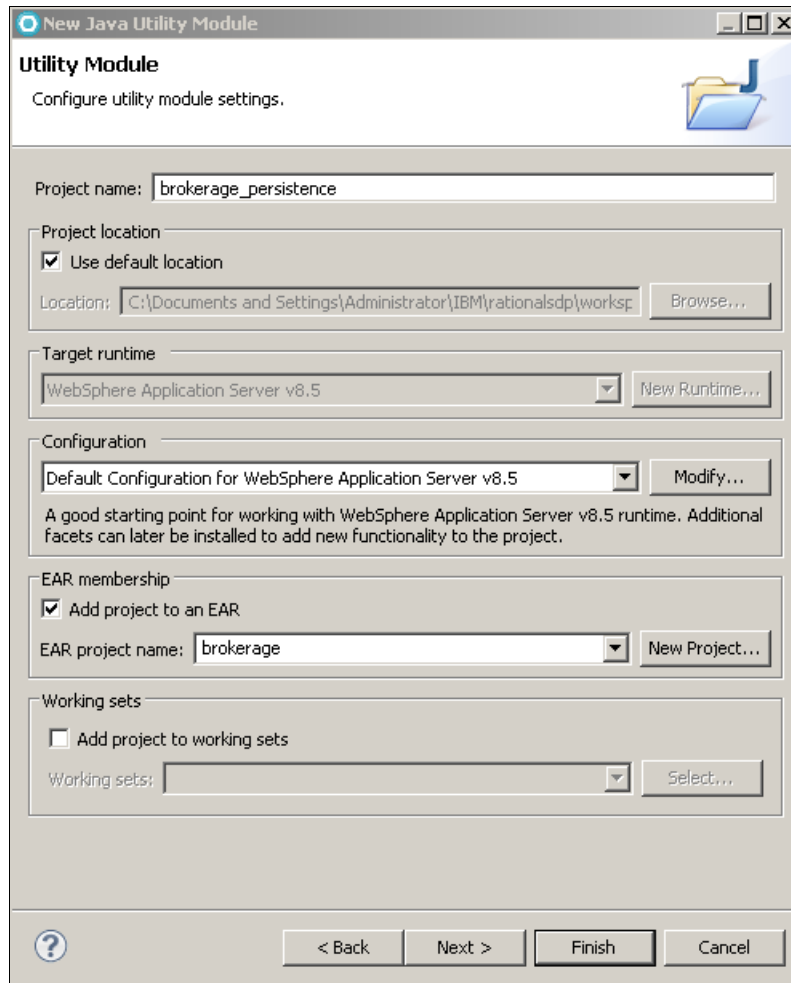 New Java Utility Module
Utility Module
Configure utility module settings.
Project name: brokerage_persistence
Project location
Use default location
Location: C:\Documents and Settings\Administrator\IBM\rationalsdp\worksp Browse...
Target runtime
WebSphere Application Server v8.5 New Runtime...
Configuration
Default Configuration for WebSphere Application Server v8.5 Modify...
A good starting point for working with WebSphere Application Server v8.5 runtime. Additional
facets can later be installed to add new functionality to the project.
EAR membership
Add project to an EAR
EAR project name: brokerage New Project...
Working sets
Add project to working sets
Working sets: Select...
? < Back Next > Finish Cancel